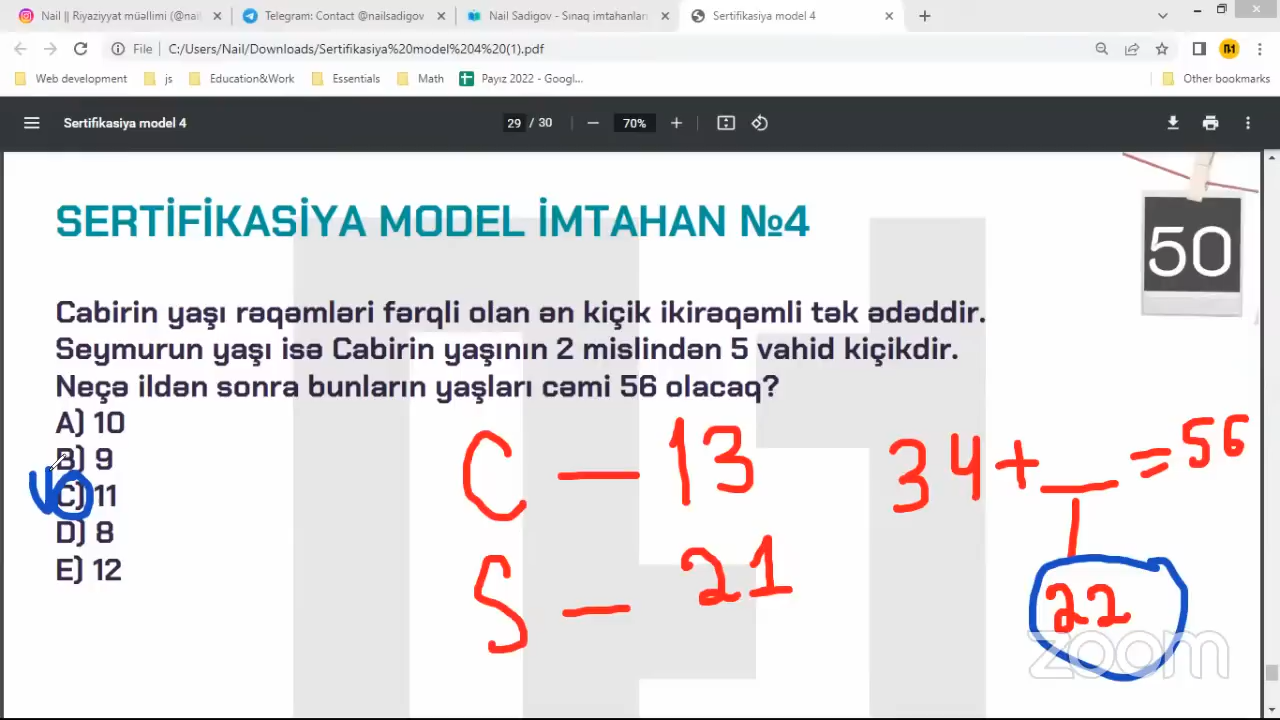 Nail || Riyaziyyat müəllimi (@nail
Telegram: Contact @nailsadigov
Nail Sadigov - Sınaq imtahanları
Sertifikasiya model 4
File
C:/Users/Nail/Downloads/Sertifikasiya%20model%204%20(1).pdf
Web development
js
Education&Work
Essentials
Math
Payız 2022 - Googl...
Other bookmarks
Sertifikasiya model 4
29 / 30
70%
SERTİFİKASİYA MODEL İMTAHAN №4
50
Cabirin yaşı rəqəmləri fərqli olan ən kiçik ikirəqəmli tək ədəddir.
Seymurun yaşı isə Cabirin yaşının 2 mislindən 5 vahid kiçikdir.
Neçə ildən sonra bunların yaşları cəmi 56 olacaq?
A) 10
B) 9
C) 11
D) 8
E) 12
C — 13
S — 21
34 + __ = 56
22
zoom